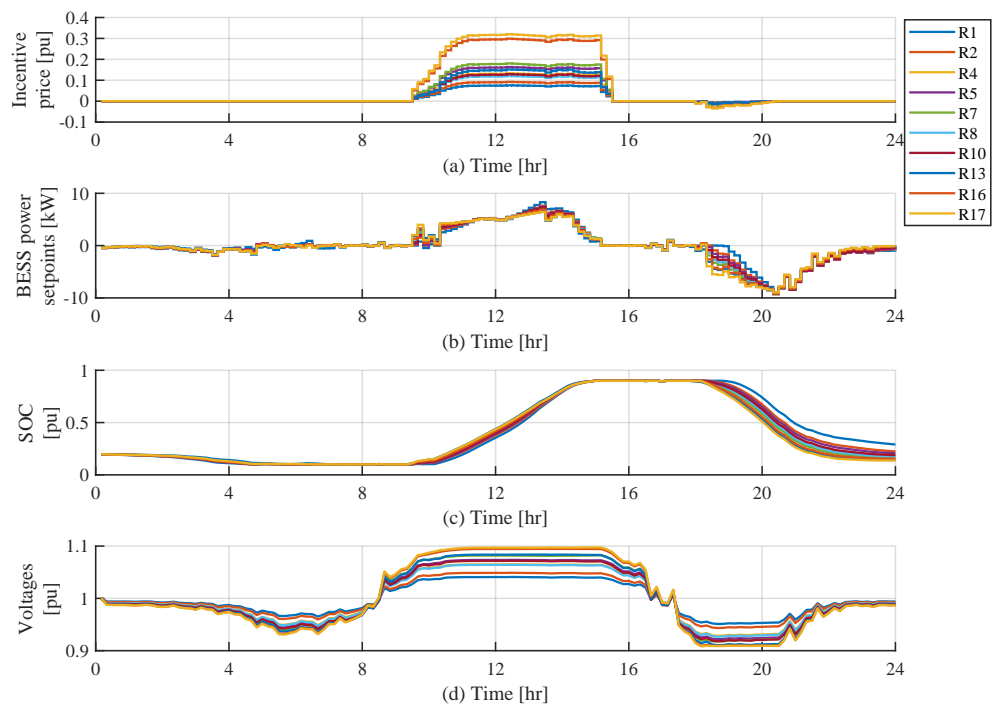 0.4
0.3
0.2
0.1
0
-0.1
Incentive
price [pu]
0 4 8 12 16 20 24
(a) Time [hr]
10
0
-10
BESS power
setpoints [kW]
0 4 8 12 16 20 24
(b) Time [hr]
1
0.5
0
SOC
[pu]
0 4 8 12 16 20 24
(c) Time [hr]
1.1
1
0.9
Voltages
[pu]
0 4 8 12 16 20 24
(d) Time [hr]
R1
R2
R4
R5
R7
R8
R10
R13
R16
R17